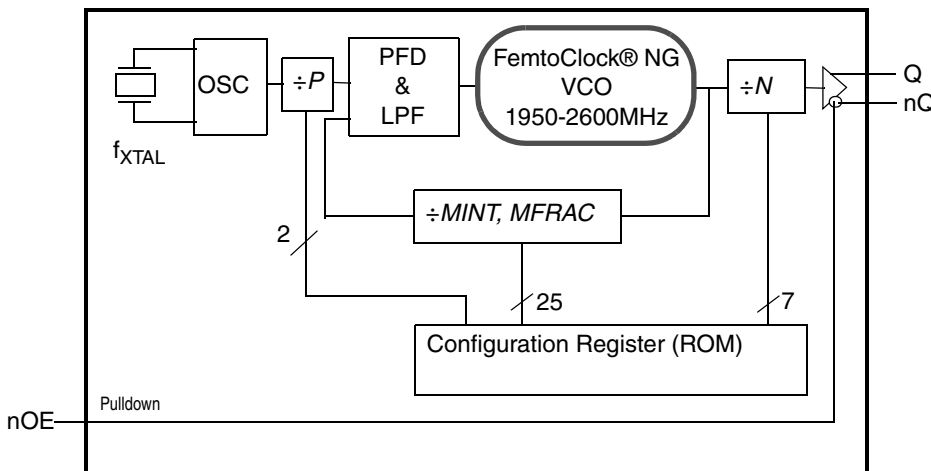 OSC
÷P
PFD
&
LPF
FemtoClock® NG
VCO
1950-2600MHz
÷N
Q
nQ
fXTAL
÷MINT, MFRAC
2
25
7
Configuration Register (ROM)
Pulldown
nOE